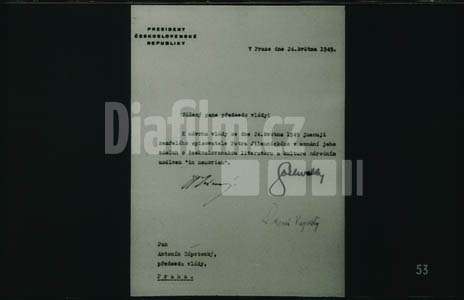 PRESIDENT
ČESKOSLOVENSKÉ
REPUBLIKY
V Praze dne 24.května 1949.
Vážený pane předsedo vlády!
K návrhu vlády ze dne 24.května 1949 jmenuji
zemřelého spisovatele Petra Jilemnického v uznání jeho
zásluh o československou literaturu a kulturu národním
umělcem "in memoriam".
Diafilm.cz
Gottwald
Pan
Antonín Zápotocký,
předseda vlády,
Praha.
53